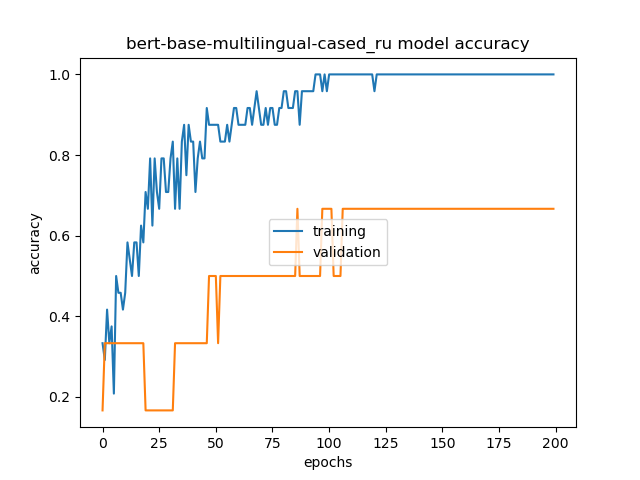 bert-base-multilingual-cased_ru model accuracy
1.0
0.8
0.6
0.4
0.2
accuracy
training
validation
0 25 50 75 100 125 150 175 200
epochs